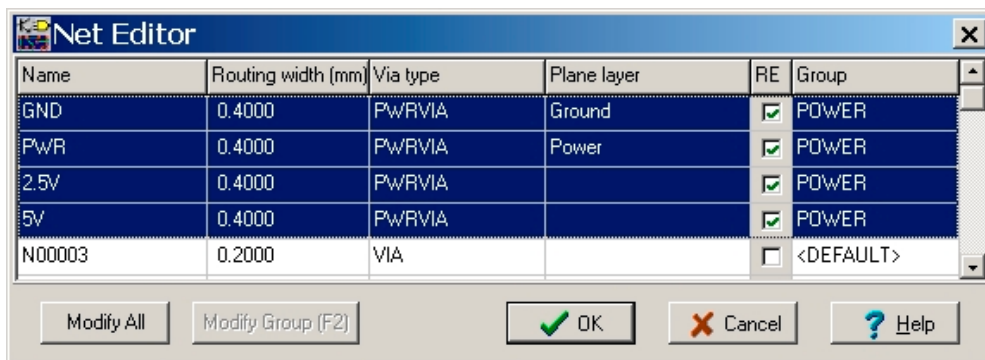 Net Editor
Name Routing width (mm) Via type Plane layer RE Group
GND 0.4000 PWRVIA Ground POWER
PWR 0.4000 PWRVIA Power POWER
2.5V 0.4000 PWRVIA POWER
5V 0.4000 PWRVIA POWER
N00003 0.2000 VIA <DEFAULT>
Modify All Modify Group (F2) OK Cancel Help